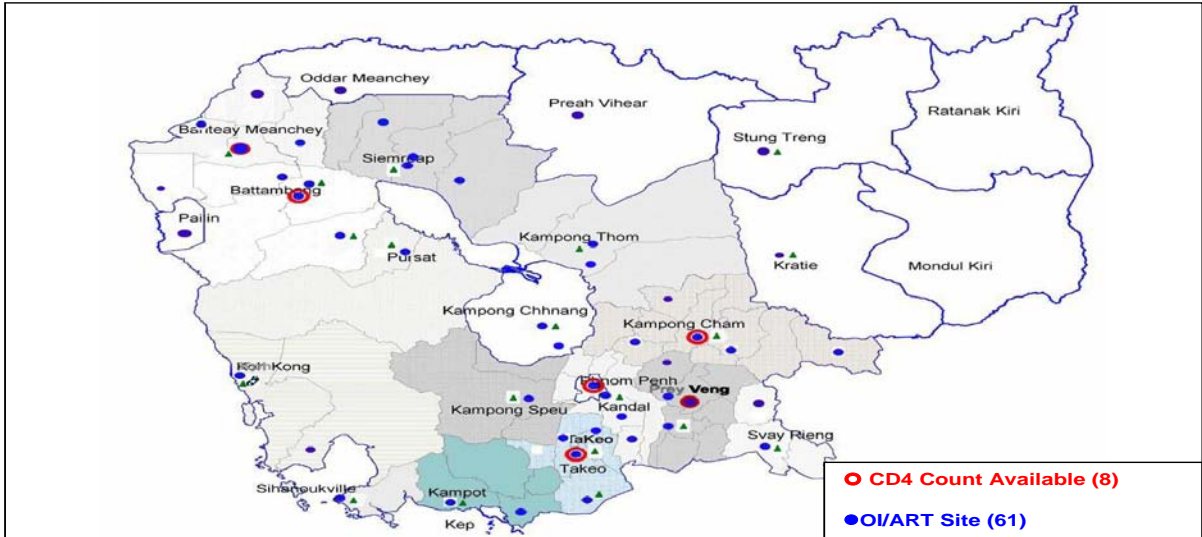 Oddar Meanchey
Preah Vihear
Ratanak Kiri
Banteay Meanchey
Stung Treng
Siemreap
Battambang
Pailin
Kampong Thom
Pursat
Kratie
Mondul Kiri
Kampong Chhnang
Kampong Cham
Koh Kong
Phnom Penh
Prey Veng
Kampong Speu
Kandal
Svay Rieng
TaKeo
Takeo
Sihanoukville
Kampot
Kep
CD4 Count Available (8)
OI/ART Site (61)